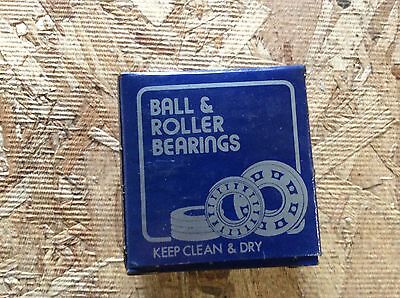 BALL &
ROLLER
BEARINGS
KEEP CLEAN & DRY